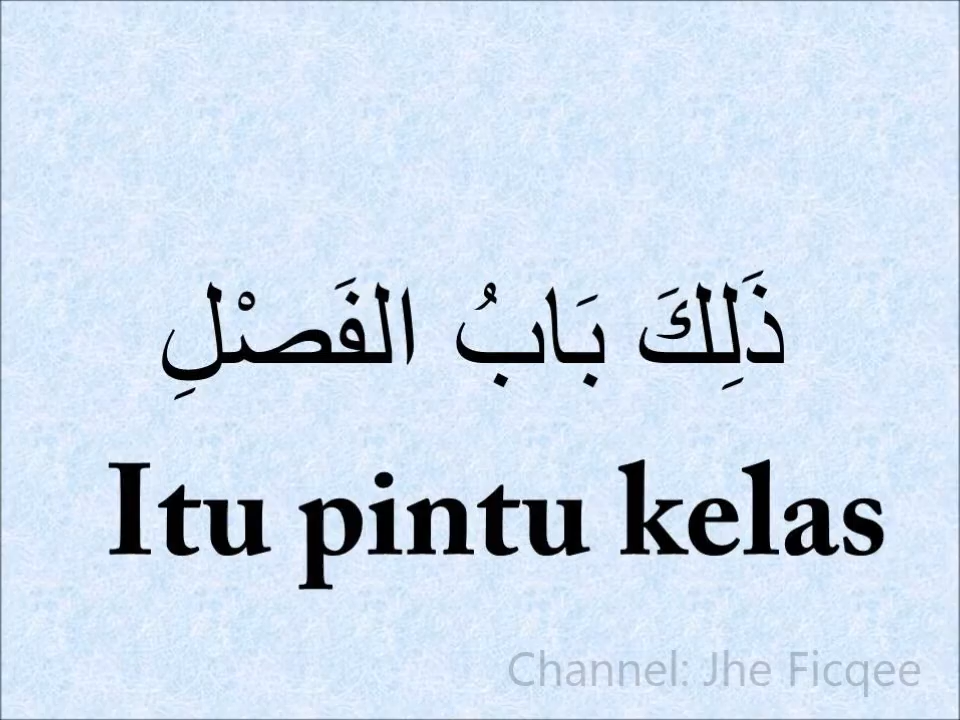 ذَلِكَ بَابُ الفَصْلِ
Itu pintu kelas
Channel: Jhe Ficqee